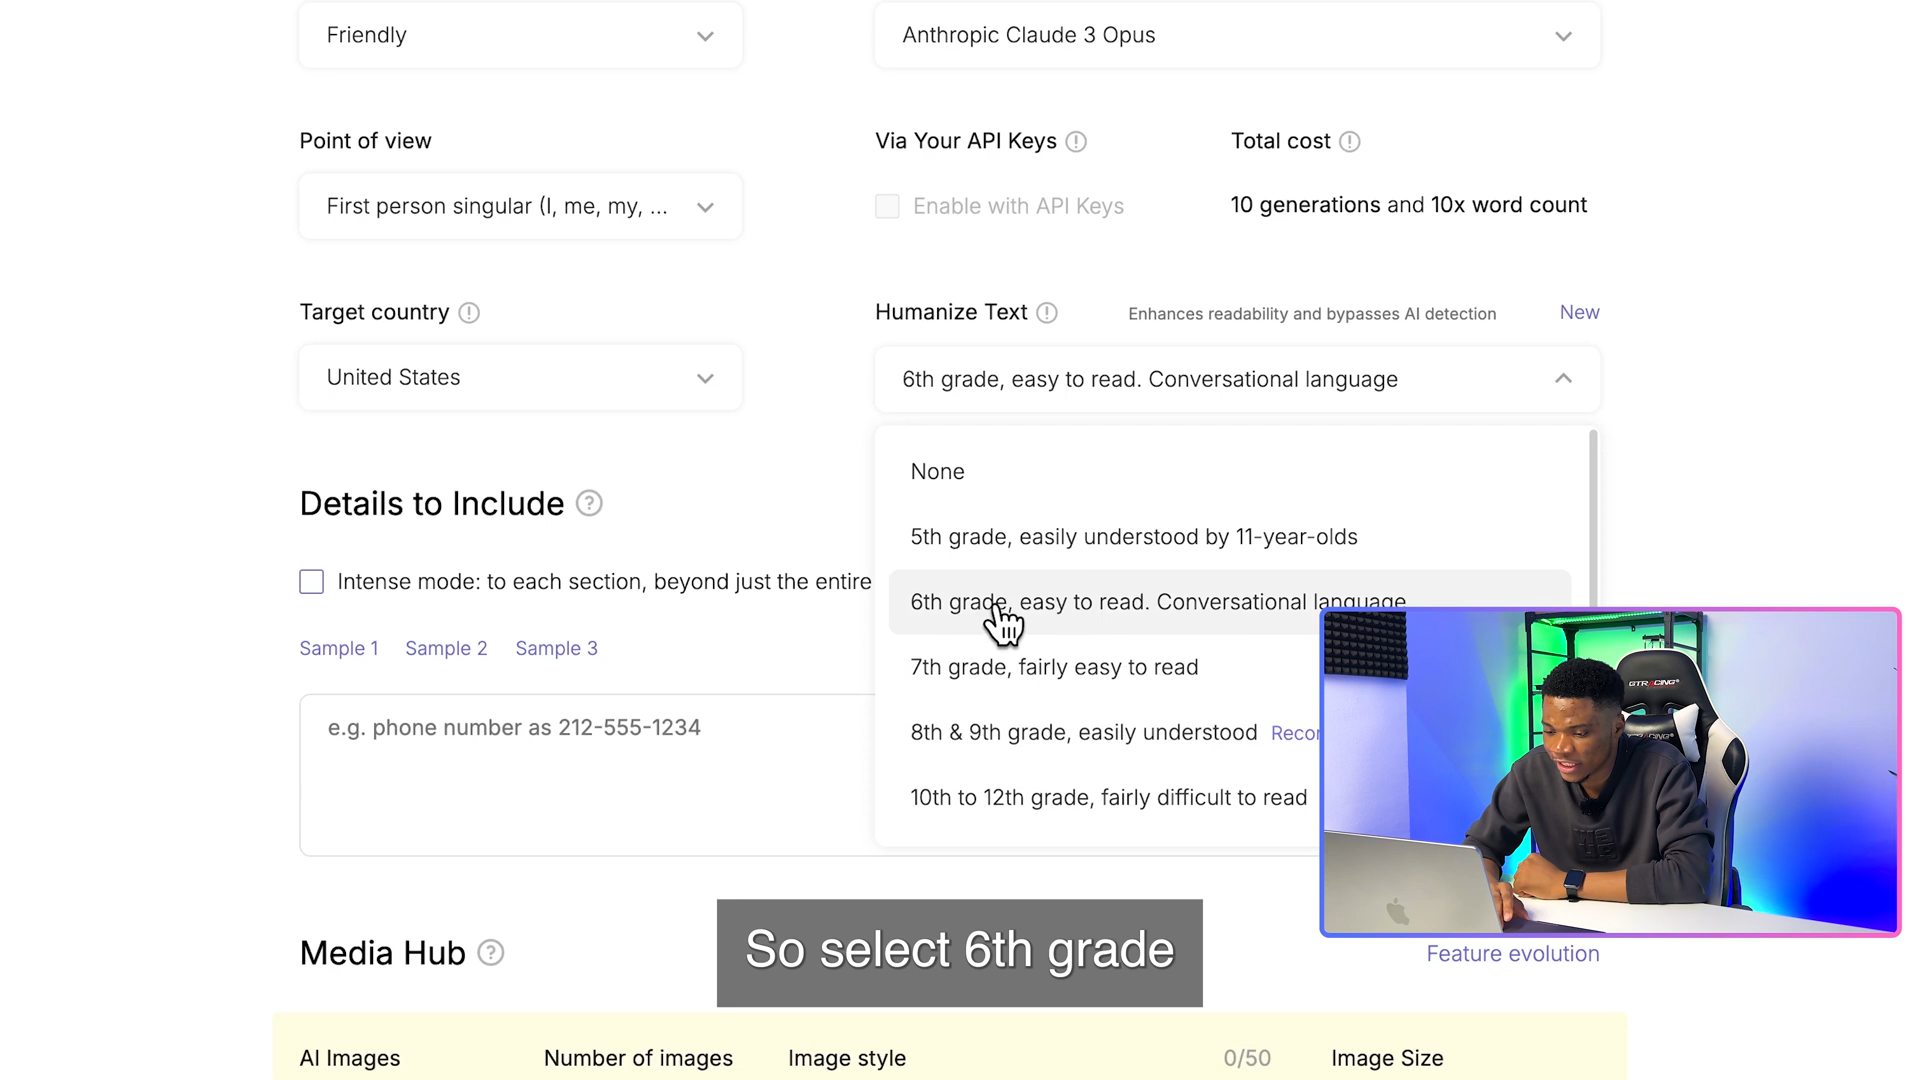 Friendly
Anthropic Claude 3 Opus
Point of view
Via Your API Keys
Total cost
First person singular (I, me, my, ...
Enable with API Keys
10 generations and 10x word count
Target country
Humanize Text
Enhances readability and bypasses AI detection
New
United States
6th grade, easy to read. Conversational language
None
Details to Include
5th grade, easily understood by 11-year-olds
Intense mode: to each section, beyond just the entire
6th grade, easy to read. Conversational language
Sample 1 Sample 2 Sample 3
7th grade, fairly easy to read
e.g. phone number as 212-555-1234
8th & 9th grade, easily understood Recor
10th to 12th grade, fairly difficult to read
GTRACING
Media Hub
So select 6th grade
Feature evolution
AI Images
Number of images
Image style
0/50
Image Size